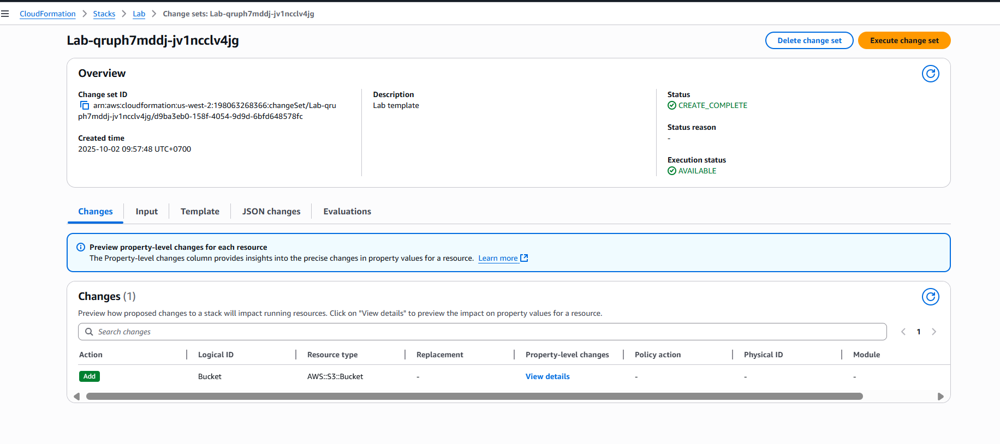 CloudFormation > Stacks > Lab > Change sets: Lab-qruph7mddj-jv1ncclv4jg
Lab-qruph7mddj-jv1ncclv4jg
Delete change set
Execute change set
Overview
Change set ID
arn:aws:cloudformation:us-west-2:198063268366:changeSet/Lab-qru
ph7mddj-jv1ncclv4jg/d9ba3eb0-158f-4054-9d9d-6bfd648578fc
Created time
2025-10-02 09:57:48 UTC+0700
Description
Lab template
Status
CREATE_COMPLETE
Status reason
-
Execution status
AVAILABLE
Changes Input Template JSON changes Evaluations
Preview property-level changes for each resource
The Property-level changes column provides insights into the precise changes in property values for a resource. Learn more
Changes (1)
Preview how proposed changes to a stack will impact running resources. Click on "View details" to preview the impact on property values for a resource.
Search changes
1
Action Logical ID Resource type Replacement Property-level changes Policy action Physical ID Module
Add Bucket AWS::S3::Bucket - View details - - -